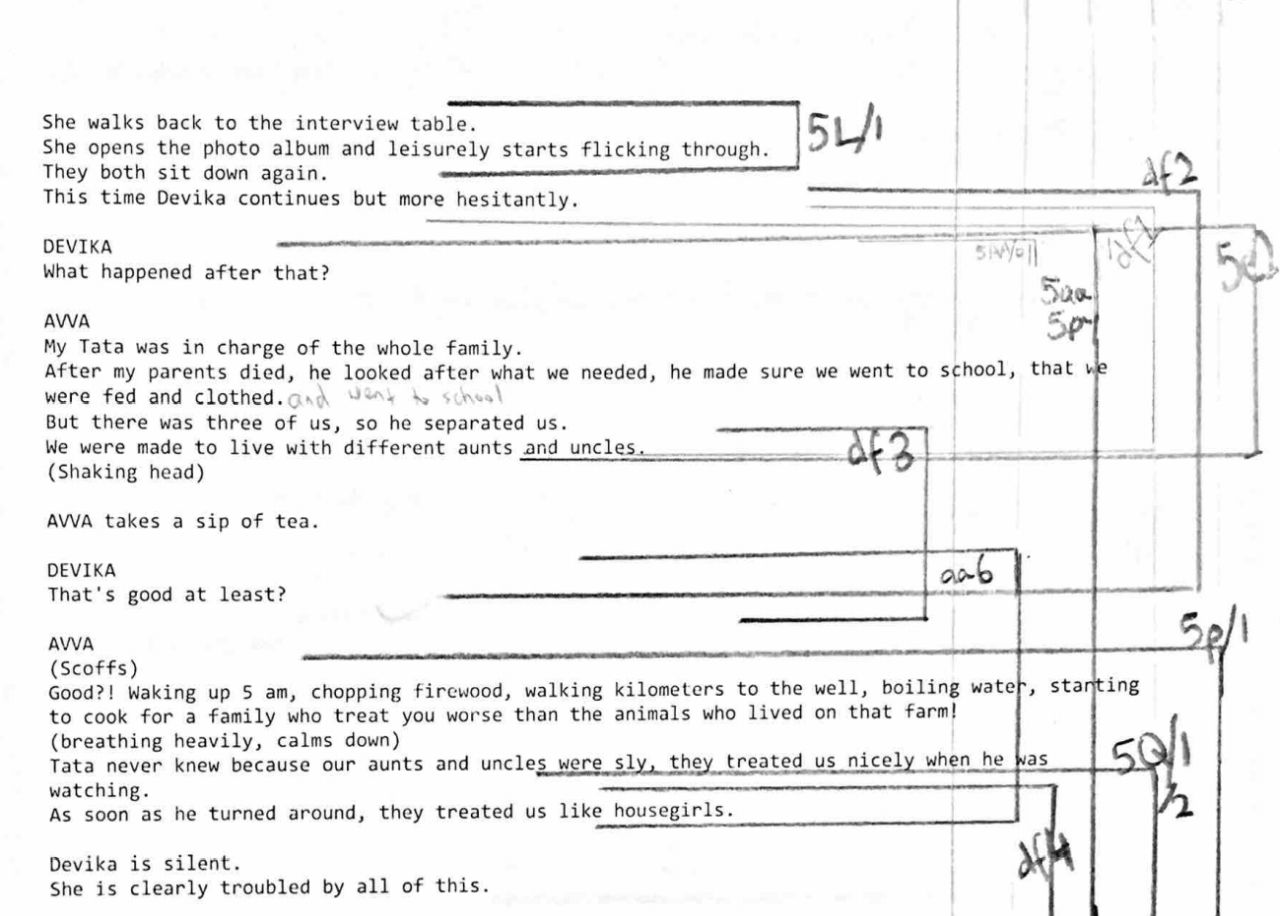 She walks back to the interview table.
She opens the photo album and leisurely starts flicking through.
5L/1
They both sit down again.
df2
This time Devika continues but more hesitantly.
DEVIKA
df1
What happened after that?
5aa
5p
AVVA
My Tata was in charge of the whole family.
After my parents died, he looked after what we needed, he made sure we went to school, that we
were fed and clothed. and went to school
But there was three of us, so he separated us.
We were made to live with different aunts and uncles.
df3
(Shaking head)
AVVA takes a sip of tea.
DEVIKA
aa6
That's good at least?
AVVA
5p/1
(Scoffs)
Good?! Waking up 5 am, chopping firewood, walking kilometers to the well, boiling water, starting
to cook for a family who treat you worse than the animals who lived on that farm!
(breathing heavily, calms down)
Tata never knew because our aunts and uncles were sly, they treated us nicely when he was
5Q/1
watching.
/2
As soon as he turned around, they treated us like housegirls.
df4
Devika is silent.
She is clearly troubled by all of this.